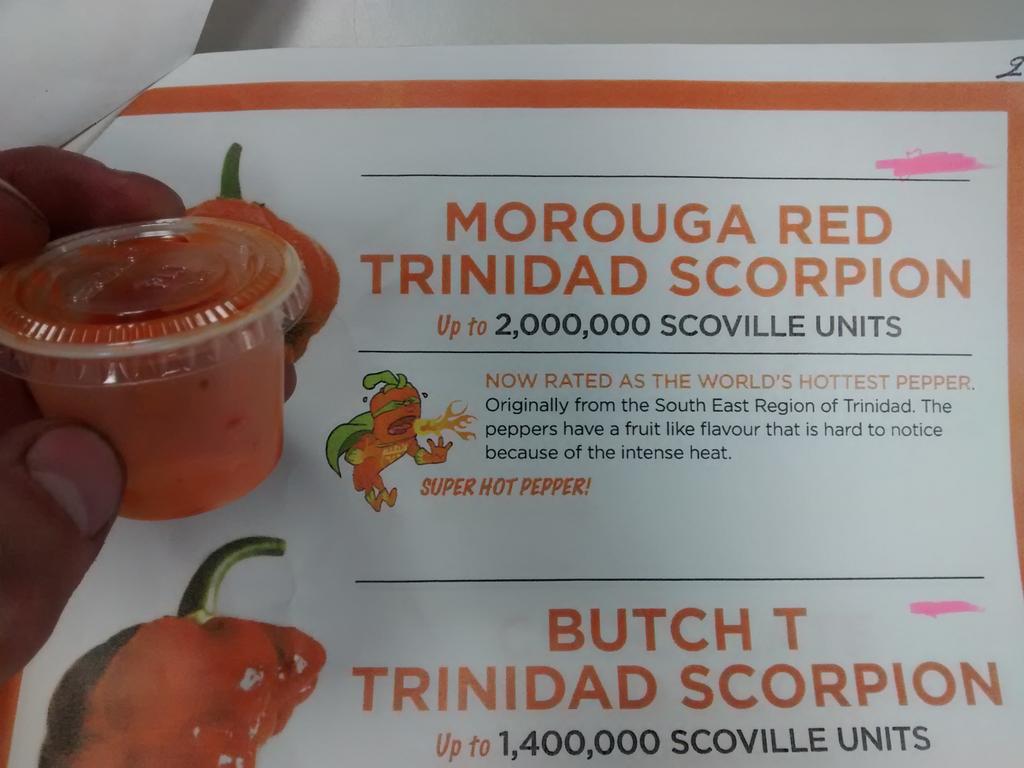 2
MOROUGA RED
TRINIDAD SCORPION
Up to 2,000,000 SCOVILLE UNITS
NOW RATED AS THE WORLD'S HOTTEST PEPPER.
Originally from the South East Region of Trinidad. The
peppers have a fruit like flavour that is hard to notice
because of the intense heat.
SUPER HOT PEPPER!
BUTCH T
TRINIDAD SCORPION
Up to 1,400,000 SCOVILLE UNITS